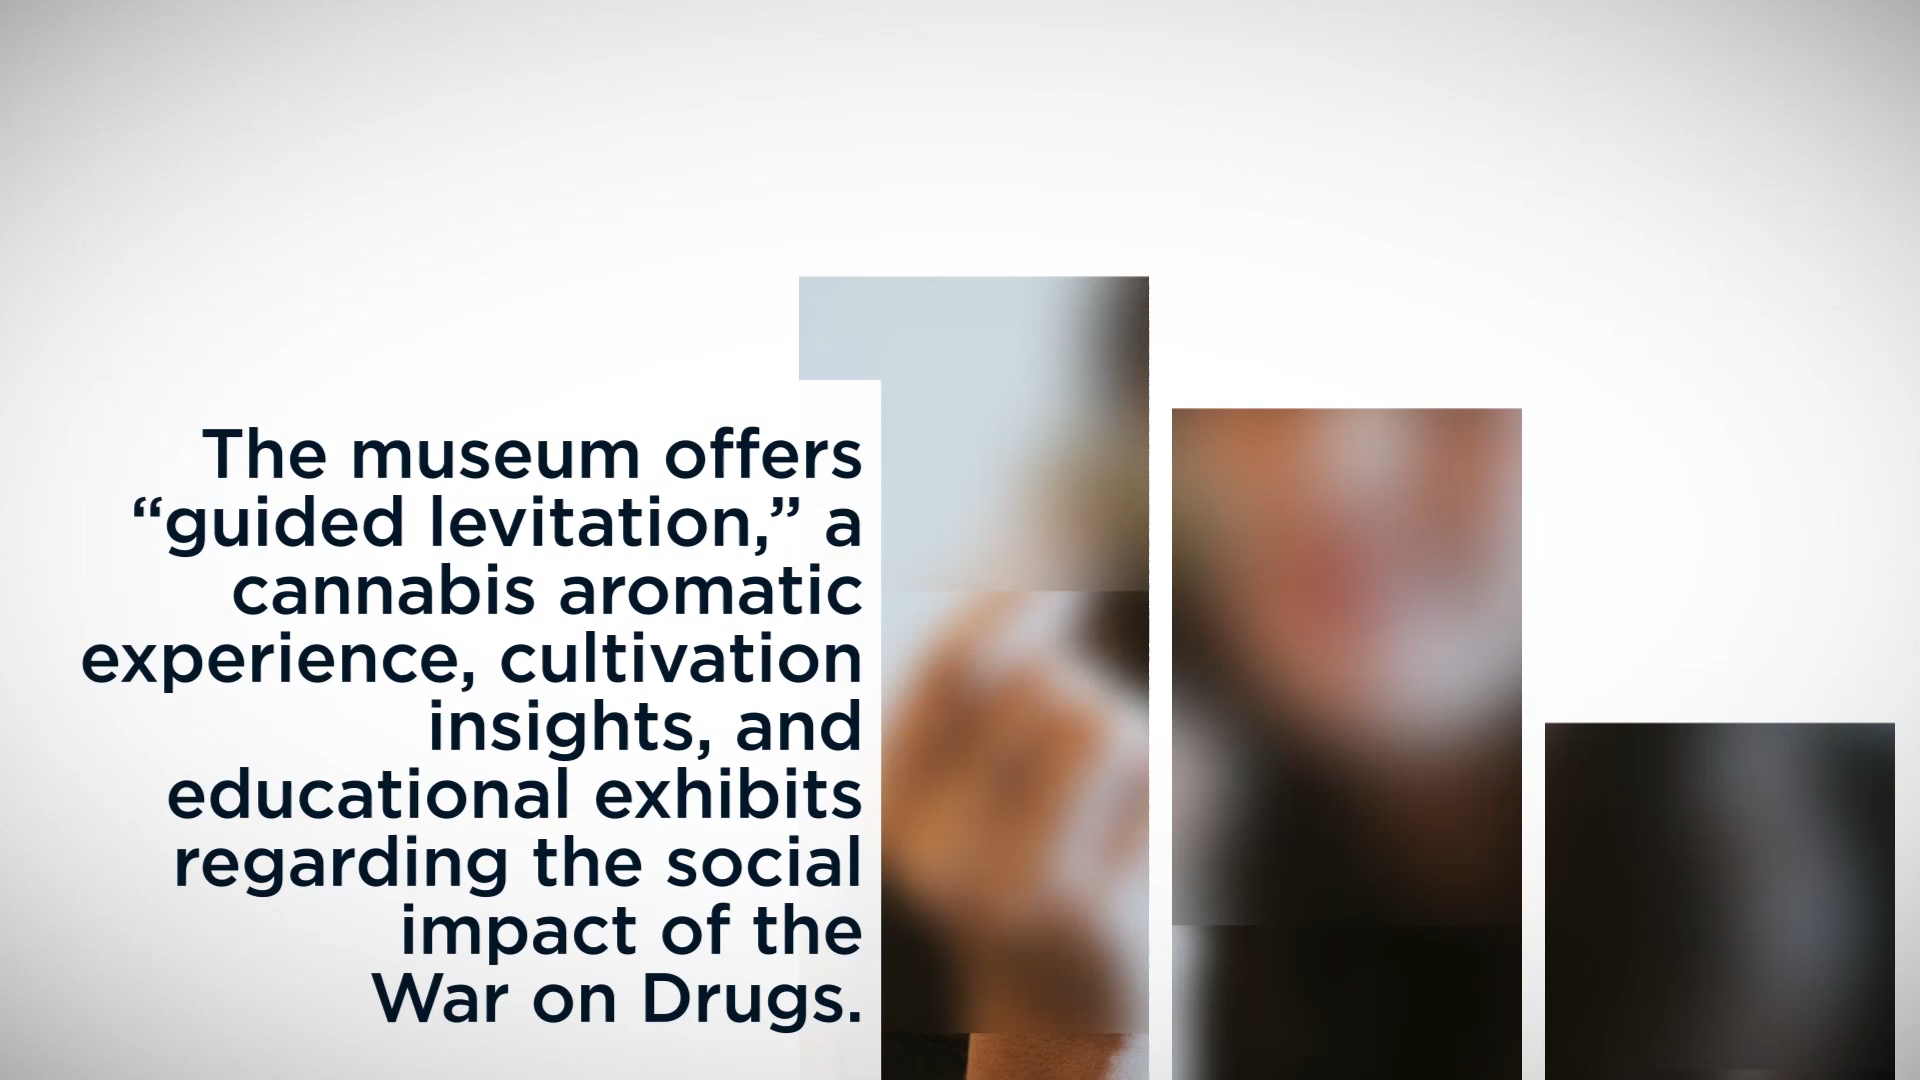 The museum offers
“guided levitation,” a
cannabis aromatic
experience, cultivation
insights, and
educational exhibits
regarding the social
impact of the
War on Drugs.